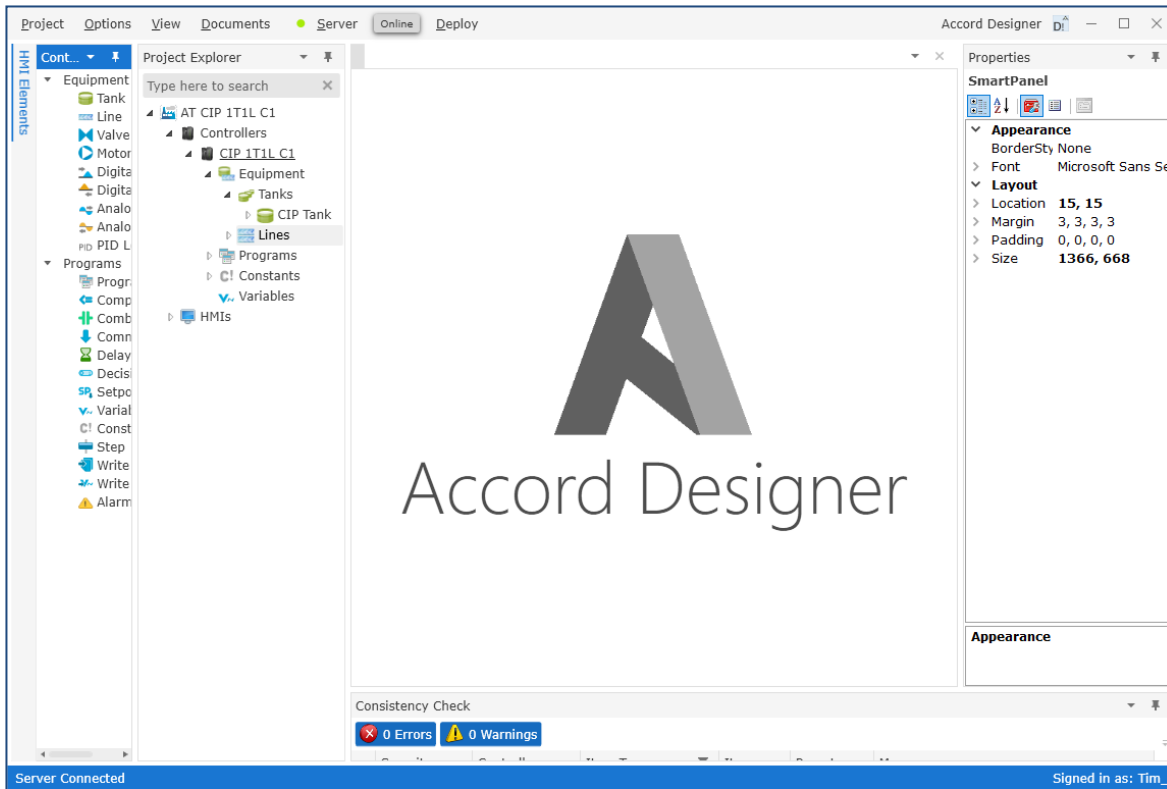 Project Options View Documents Server Online Deploy Accord Designer
HMI Elements
Cont...
Equipment
Tank
Line
Valve
Motor
Digita
Digita
Analo
Analo
PID PID L
Programs
Progra
Comp
Comb
Comn
Delay
Decisi
SP, Setpo
Variab
C! Const
Step
Write
Write
Alarm
Project Explorer
Type here to search
AT CIP 1T1L C1
Controllers
CIP 1T1L C1
Equipment
Tanks
CIP Tank
Lines
Programs
C! Constants
Variables
HMIs
Accord Designer
Properties
SmartPanel
Appearance
BorderSty None
Font Microsoft Sans Se
Layout
Location 15, 15
Margin 3, 3, 3, 3
Padding 0, 0, 0, 0
Size 1366, 668
Appearance
Consistency Check
0 Errors 0 Warnings
Server Connected
Signed in as: Tim_